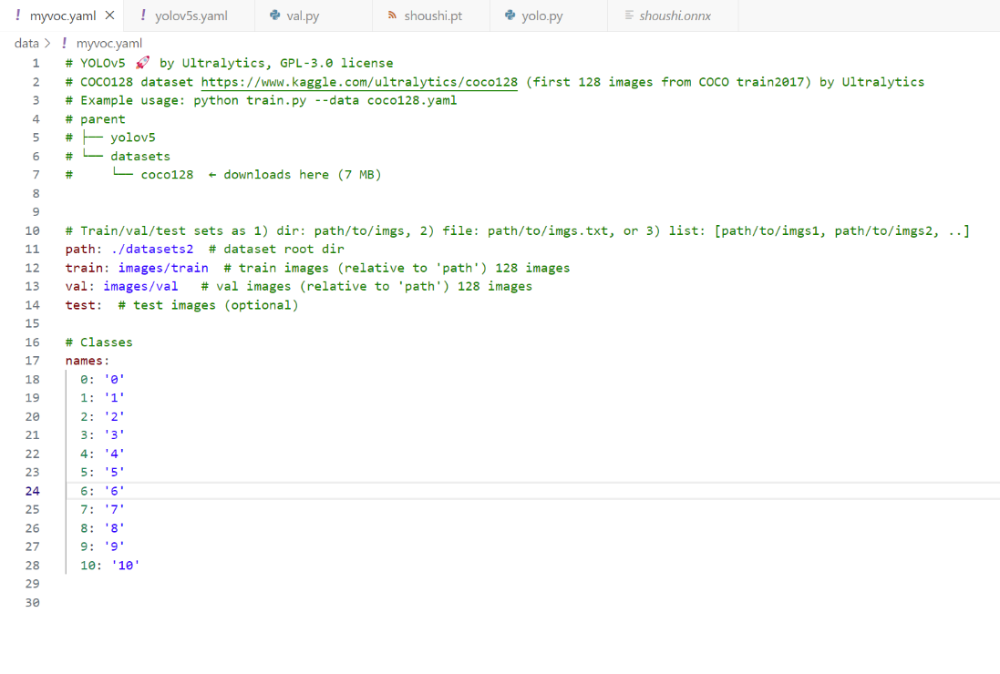 myvoc.yaml yolov5s.yaml val.py shoushi.pt yolo.py shoushi.onnx
data > myvoc.yaml
1 # YOLOv5 🚀 by Ultralytics, GPL-3.0 license
2 # COCO128 dataset https://www.kaggle.com/ultralytics/coco128 (first 128 images from COCO train2017) by Ultralytics
3 # Example usage: python train.py --data coco128.yaml
4 # parent
5 # ├── yolov5
6 # └── datasets
7 #     └── coco128  ← downloads here (7 MB)
8
9
10 # Train/val/test sets as 1) dir: path/to/imgs, 2) file: path/to/imgs.txt, or 3) list: [path/to/imgs1, path/to/imgs2, ..]
11 path: ./datasets2  # dataset root dir
12 train: images/train  # train images (relative to 'path') 128 images
13 val: images/val   # val images (relative to 'path') 128 images
14 test:  # test images (optional)
15
16 # Classes
17 names:
18   0: '0'
19   1: '1'
20   2: '2'
21   3: '3'
22   4: '4'
23   5: '5'
24   6: '6'
25   7: '7'
26   8: '8'
27   9: '9'
28   10: '10'
29
30